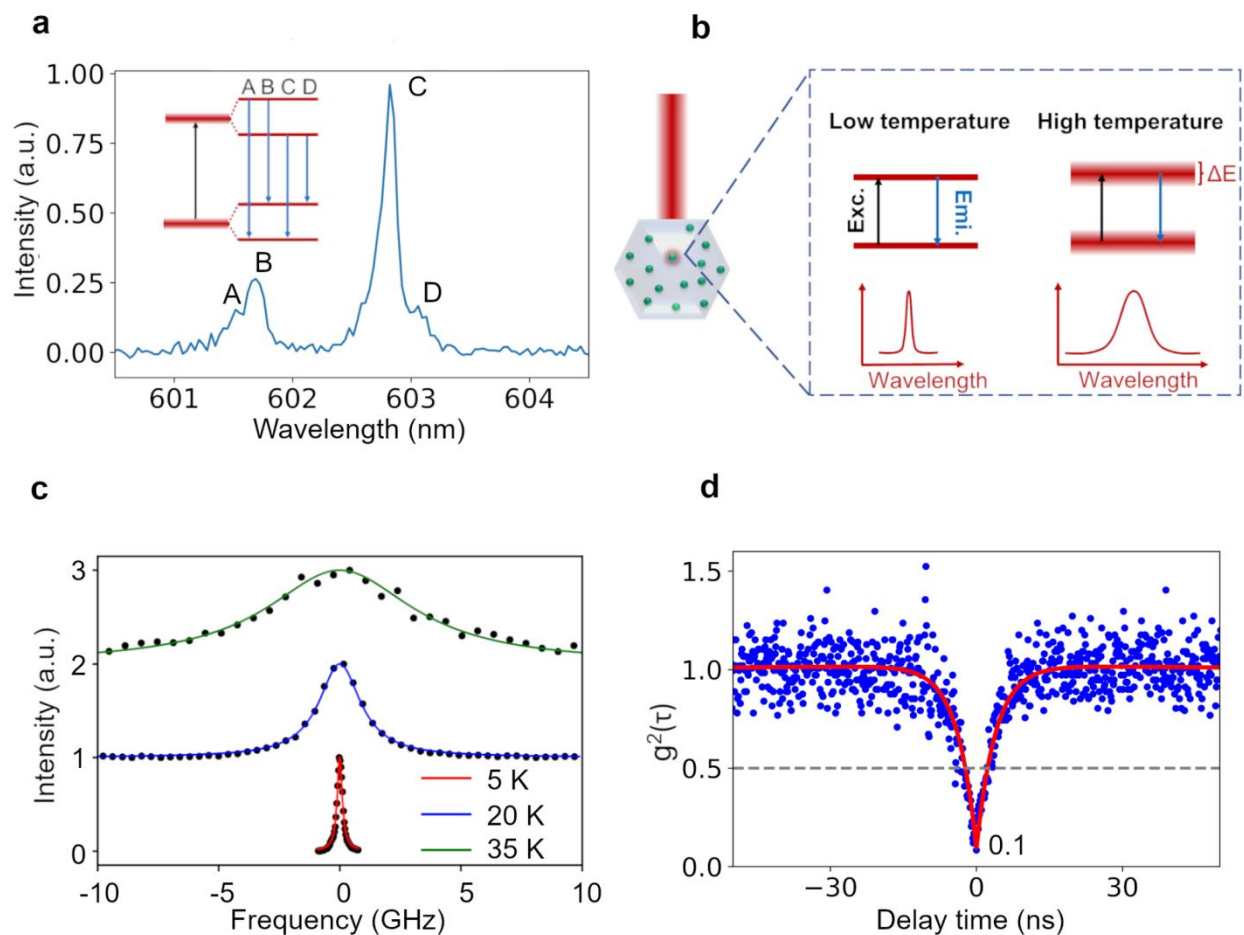 a
1.00
0.75
0.50
0.25
0.00
Intensity (a.u.)
A B C D
A
B
C
D
601 602 603 604
Wavelength (nm)
b
Low temperature High temperature
Exc.
Emi.
ΔE
Wavelength Wavelength
c
3
2
1
0
Intensity (a.u.)
5 K
20 K
35 K
-10 -5 0 5 10
Frequency (GHz)
d
1.5
1.0
0.5
0.0
g²(τ)
0.1
−30 0 30
Delay time (ns)